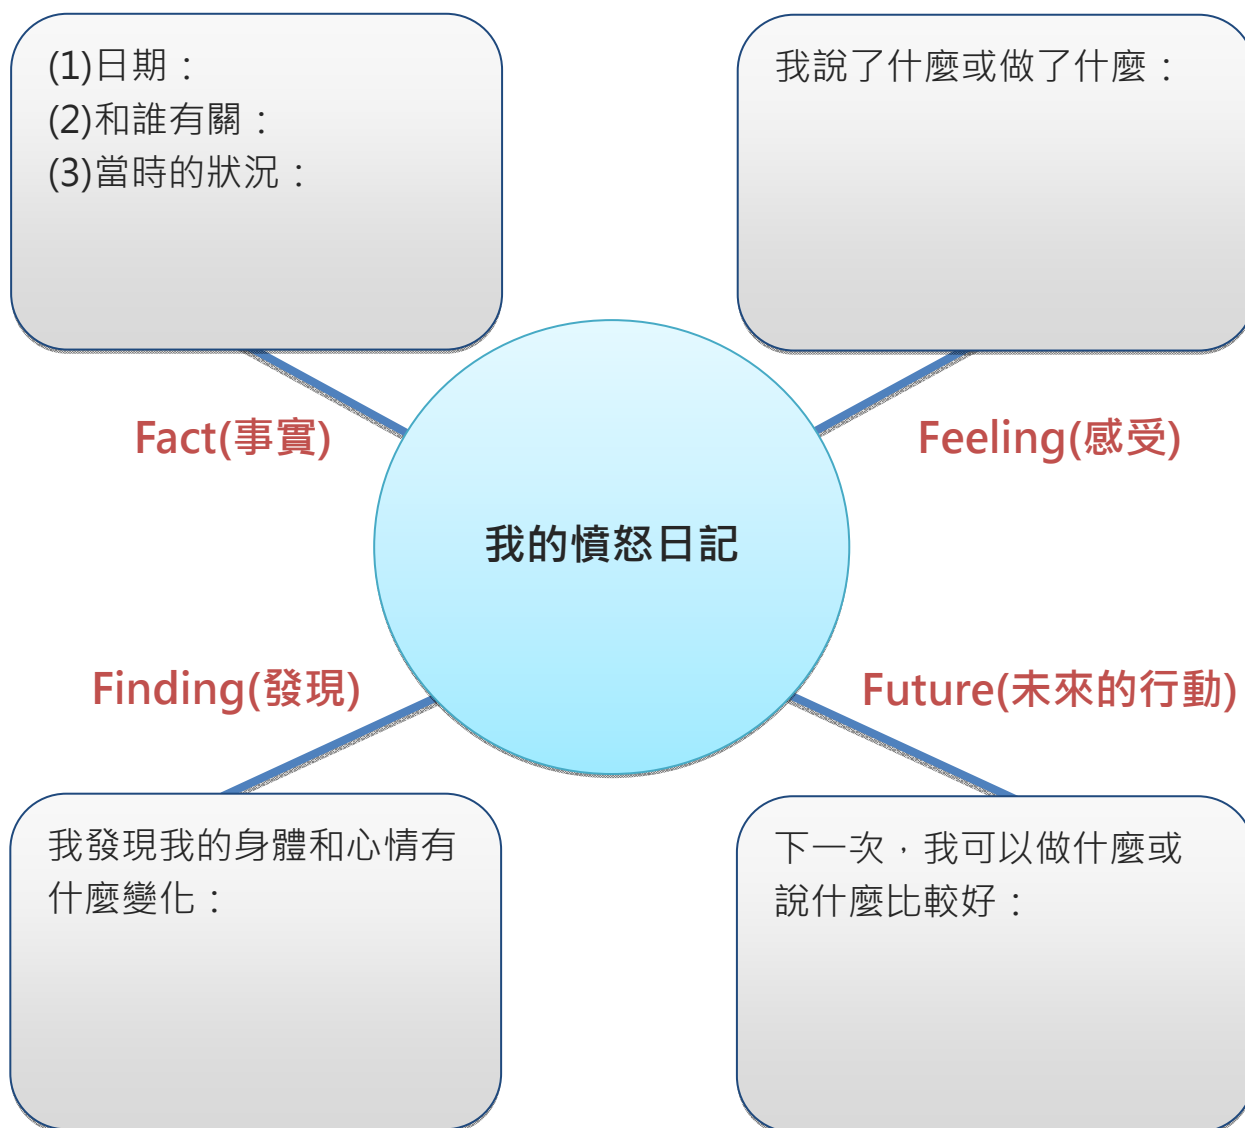 (1)日期：
(2)和誰有關：
(3)當時的狀況：
我說了什麼或做了什麼：
Fact(事實)
Feeling(感受)
我的憤怒日記
Finding(發現)
Future(未來的行動)
我發現我的身體和心情有
什麼變化：
下一次，我可以做什麼或
說什麼比較好：